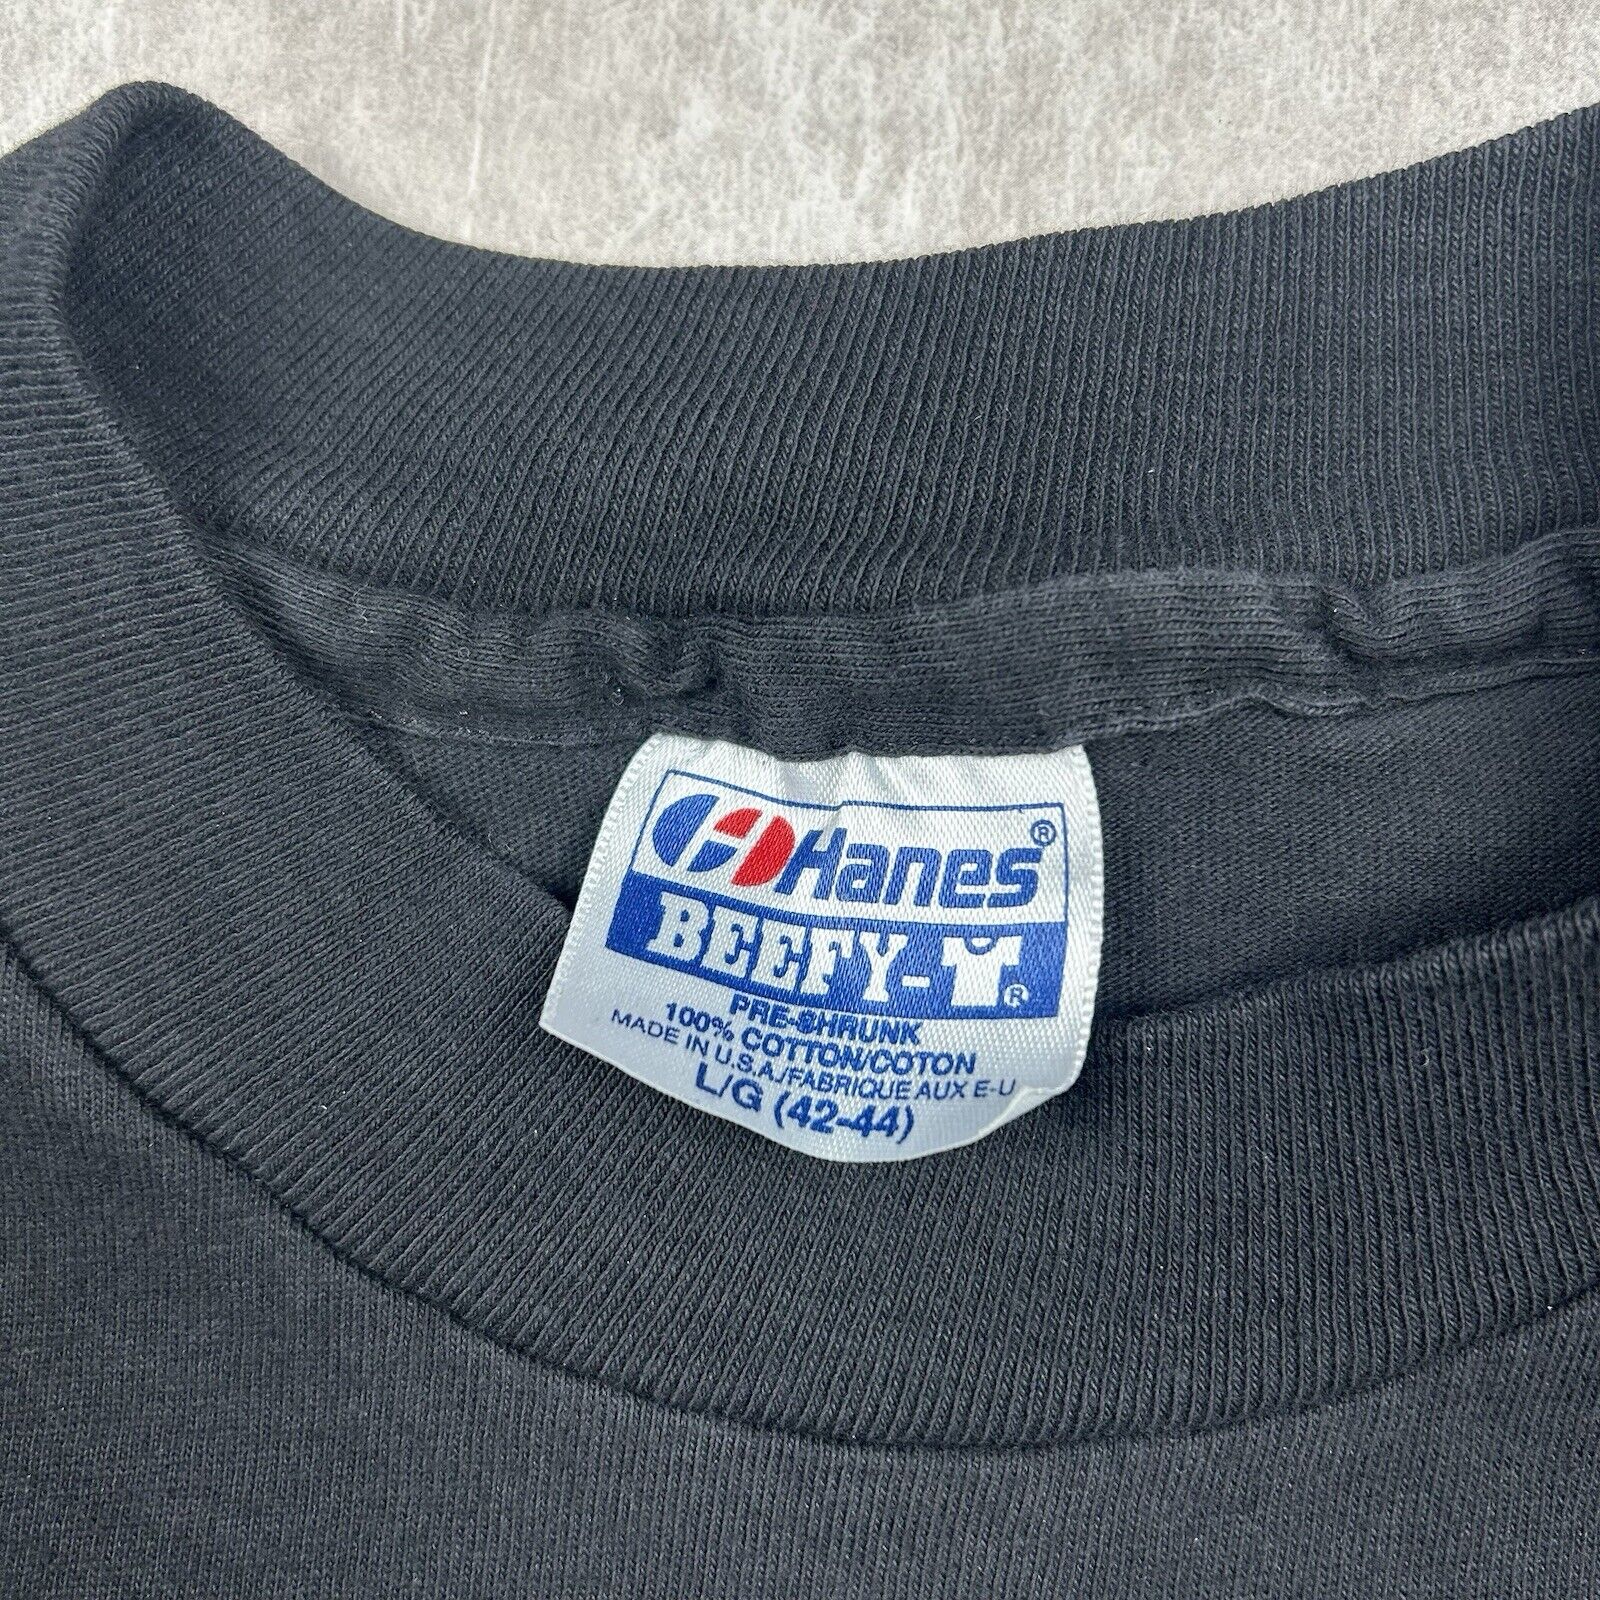 Hanes®
BEEFY-T®
PRE-SHRUNK
100% COTTON/COTON
MADE IN U.S.A./FABRIQUE AUX E-U
L/G (42-44)